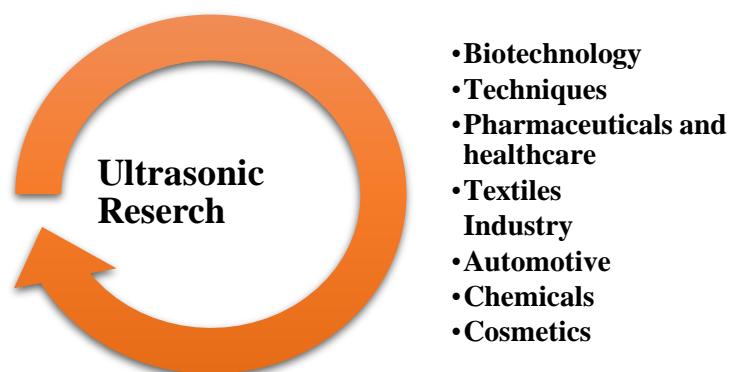 Ultrasonic
Reserch
•Biotechnology
•Techniques
•Pharmaceuticals and
healthcare
•Textiles
Industry
•Automotive
•Chemicals
•Cosmetics